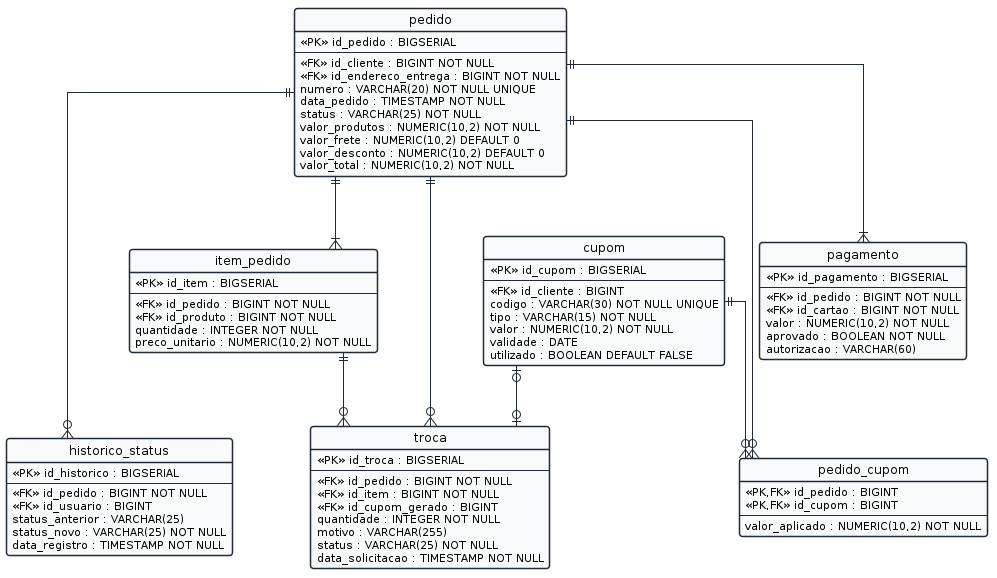 pedido
«PK» id_pedido : BIGSERIAL
«FK» id_cliente : BIGINT NOT NULL
«FK» id_endereco_entrega : BIGINT NOT NULL
numero : VARCHAR(20) NOT NULL UNIQUE
data_pedido : TIMESTAMP NOT NULL
status : VARCHAR(25) NOT NULL
valor_produtos : NUMERIC(10,2) NOT NULL
valor_frete : NUMERIC(10,2) DEFAULT 0
valor_desconto : NUMERIC(10,2) DEFAULT 0
valor_total : NUMERIC(10,2) NOT NULL
item_pedido
«PK» id_item : BIGSERIAL
«FK» id_pedido : BIGINT NOT NULL
«FK» id_produto : BIGINT NOT NULL
quantidade : INTEGER NOT NULL
preco_unitario : NUMERIC(10,2) NOT NULL
cupom
«PK» id_cupom : BIGSERIAL
«FK» id_cliente : BIGINT
codigo : VARCHAR(30) NOT NULL UNIQUE
tipo : VARCHAR(15) NOT NULL
valor : NUMERIC(10,2) NOT NULL
validade : DATE
utilizado : BOOLEAN DEFAULT FALSE
pagamento
«PK» id_pagamento : BIGSERIAL
«FK» id_pedido : BIGINT NOT NULL
«FK» id_cartao : BIGINT NOT NULL
valor : NUMERIC(10,2) NOT NULL
aprovado : BOOLEAN NOT NULL
autorizacao : VARCHAR(60)
historico_status
«PK» id_historico : BIGSERIAL
«FK» id_pedido : BIGINT NOT NULL
«FK» id_usuario : BIGINT
status_anterior : VARCHAR(25)
status_novo : VARCHAR(25) NOT NULL
data_registro : TIMESTAMP NOT NULL
troca
«PK» id_troca : BIGSERIAL
«FK» id_pedido : BIGINT NOT NULL
«FK» id_item : BIGINT NOT NULL
«FK» id_cupom_gerado : BIGINT
quantidade : INTEGER NOT NULL
motivo : VARCHAR(255)
status : VARCHAR(25) NOT NULL
data_solicitacao : TIMESTAMP NOT NULL
pedido_cupom
«PK,FK» id_pedido : BIGINT
«PK,FK» id_cupom : BIGINT
valor_aplicado : NUMERIC(10,2) NOT NULL